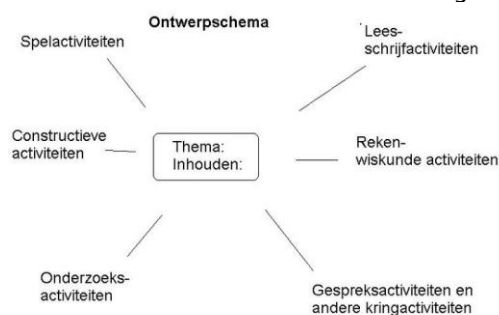 Ontwerpschema
Spelactiviteiten
Lees-
schrijfactiviteiten
Constructieve
activiteiten
Thema:
Inhouden:
Reken-
wiskunde activiteiten
Onderzoeks-
activiteiten
Gespreksactiviteiten en
andere kringactiviteiten